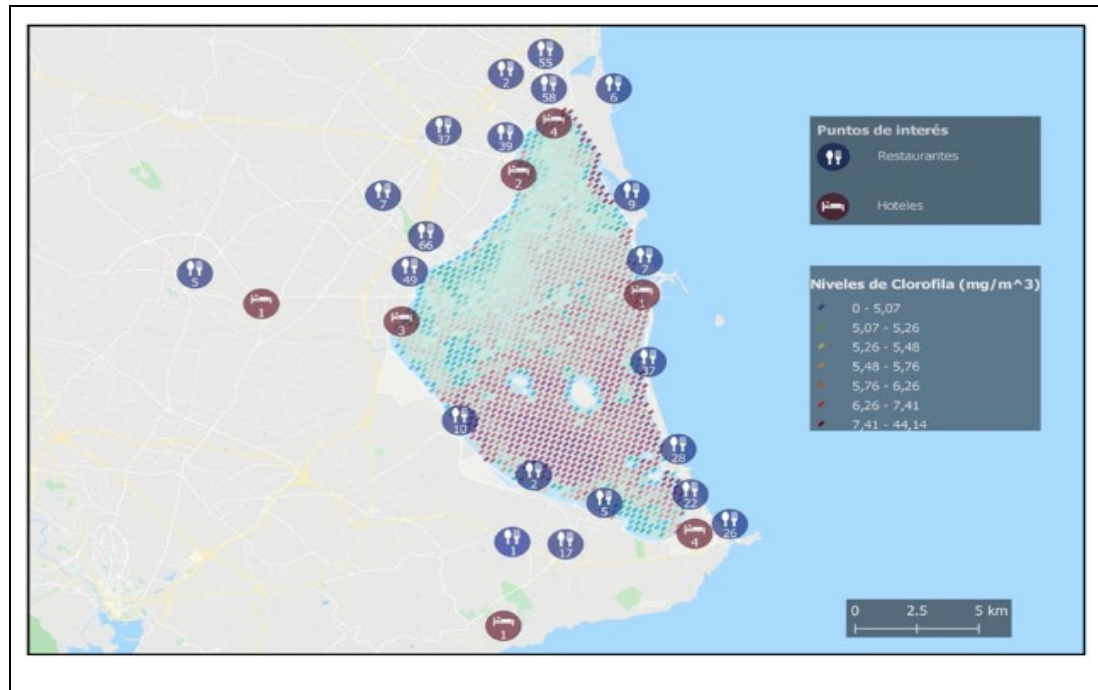 55
2
58
6
37
39
4
2
7
9
66
5
49
7
1
1
3
37
10
28
2
22
5
26
4
1
17
1
Puntos de interés
Restaurantes
Hoteles
Niveles de Clorofila (mg/m^3)
0 - 5,07
5,07 - 5,26
5,26 - 5,48
5,48 - 5,76
5,76 - 6,26
6,26 - 7,41
7,41 - 44,14
0 2.5 5 km